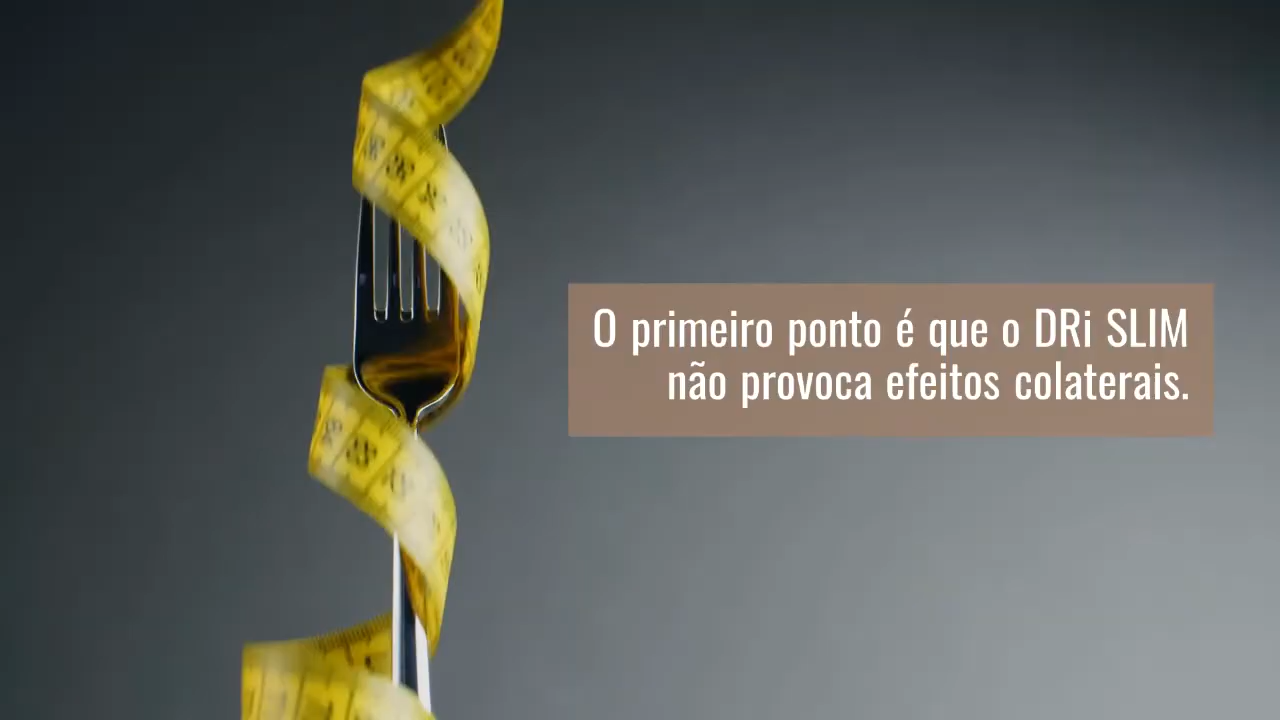 O primeiro ponto é que o DRi SLIM
não provoca efeitos colaterais.